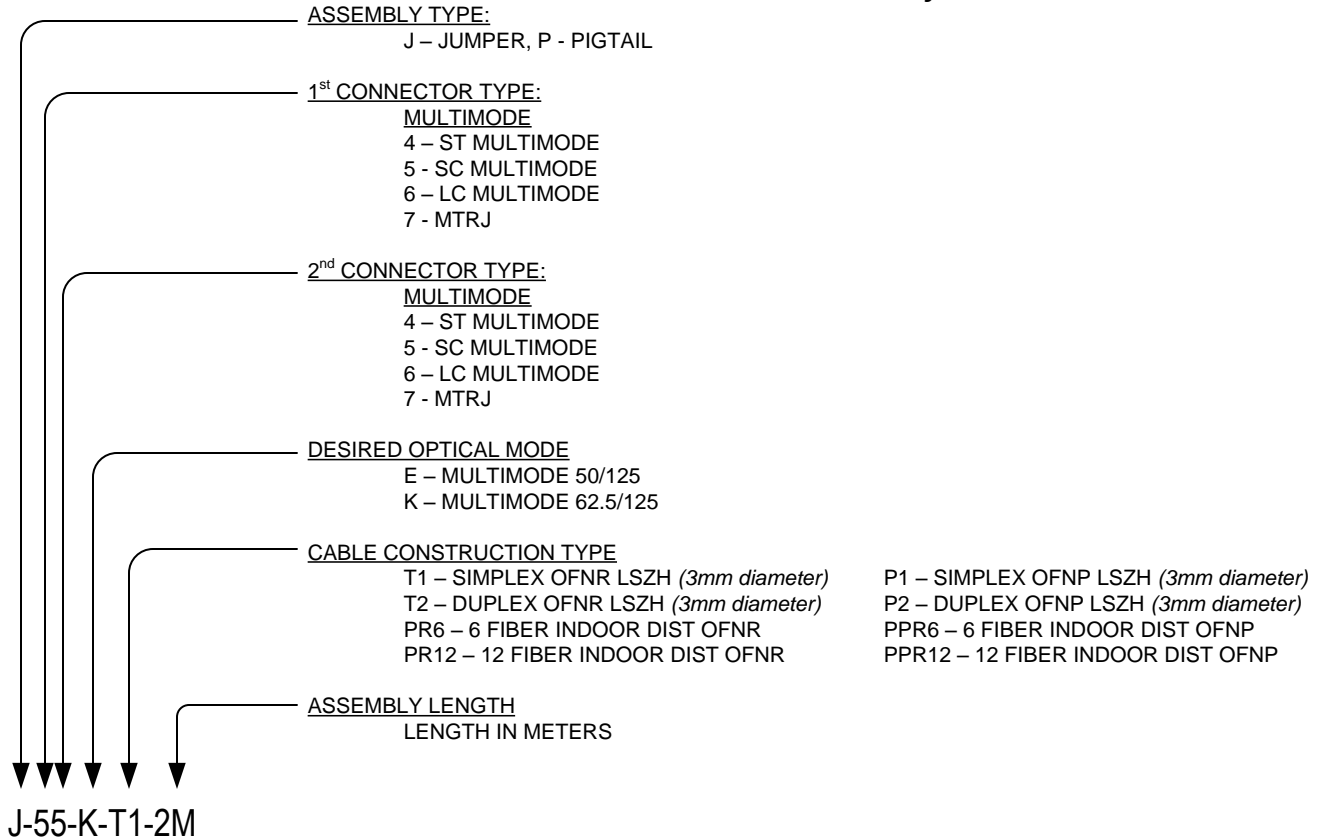 ASSEMBLY TYPE:
J – JUMPER, P - PIGTAIL
1st CONNECTOR TYPE:
MULTIMODE
4 – ST MULTIMODE
5 - SC MULTIMODE
6 – LC MULTIMODE
7 - MTRJ
2nd CONNECTOR TYPE:
MULTIMODE
4 – ST MULTIMODE
5 - SC MULTIMODE
6 – LC MULTIMODE
7 - MTRJ
DESIRED OPTICAL MODE
E – MULTIMODE 50/125
K – MULTIMODE 62.5/125
CABLE CONSTRUCTION TYPE
T1 – SIMPLEX OFNR LSZH (3mm diameter) P1 – SIMPLEX OFNP LSZH (3mm diameter)
T2 – DUPLEX OFNR LSZH (3mm diameter) P2 – DUPLEX OFNP LSZH (3mm diameter)
PR6 – 6 FIBER INDOOR DIST OFNR PPR6 – 6 FIBER INDOOR DIST OFNP
PR12 – 12 FIBER INDOOR DIST OFNR PPR12 – 12 FIBER INDOOR DIST OFNP
ASSEMBLY LENGTH
LENGTH IN METERS
J-55-K-T1-2M